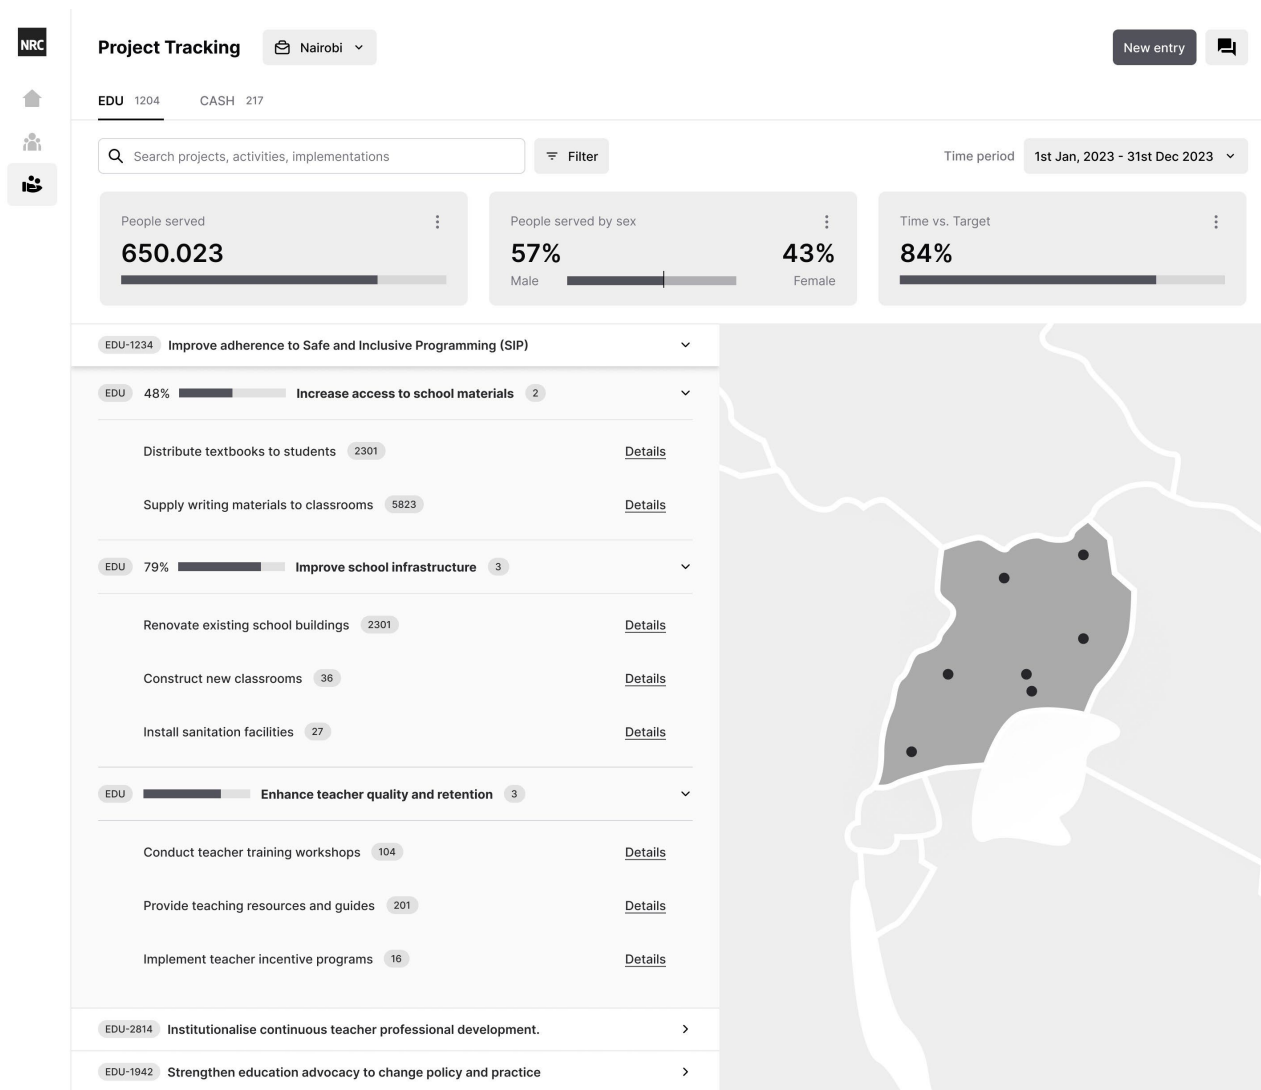 NRC
Project Tracking
Nairobi
New entry
EDU 1204
CASH 217
Search projects, activities, implementations
Filter
Time period
1st Jan, 2023 - 31st Dec 2023
People served
650.023
People served by sex
57% 43%
Male Female
Time vs. Target
84%
EDU-1234 Improve adherence to Safe and Inclusive Programming (SIP)
EDU 48% Increase access to school materials 2
Distribute textbooks to students 2301 Details
Supply writing materials to classrooms 5823 Details
EDU 79% Improve school infrastructure 3
Renovate existing school buildings 2301 Details
Construct new classrooms 36 Details
Install sanitation facilities 27 Details
EDU Enhance teacher quality and retention 3
Conduct teacher training workshops 104 Details
Provide teaching resources and guides 201 Details
Implement teacher incentive programs 16 Details
EDU-2814 Institutionalise continuous teacher professional development.
EDU-1942 Strengthen education advocacy to change policy and practice